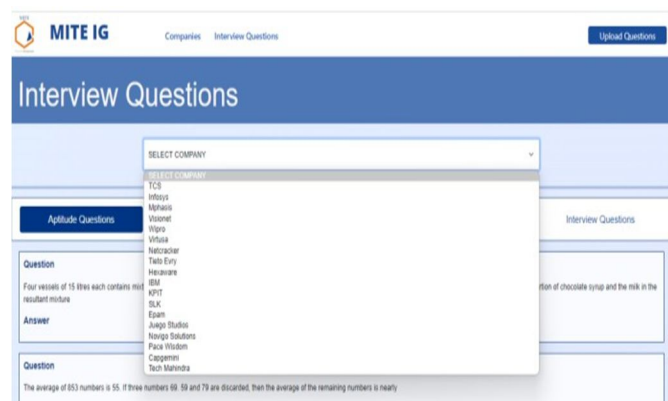 MITE IG
Companies Interview Questions
Upload Questions
Interview Questions
SELECT COMPANY
SELECT COMPANY
TCS
Infosys
Mphasis
Visionet
Wipro
Virtusa
Netcracker
Tieto Evry
Hexaware
IBM
KPIT
SLK
Epam
Juego Studios
Novigo Solutions
Pace Wisdom
Capgemini
Tech Mahindra
Aptitude Questions
Interview Questions
Question
Four vessels of 15 litres each contains rtion of chocolate syrup and the milk in the
resultant mixture
Answer
Question
The average of 853 numbers is 55. If three numbers 69. 59 and 79 are discarded, then the average of the remaining numbers is nearly